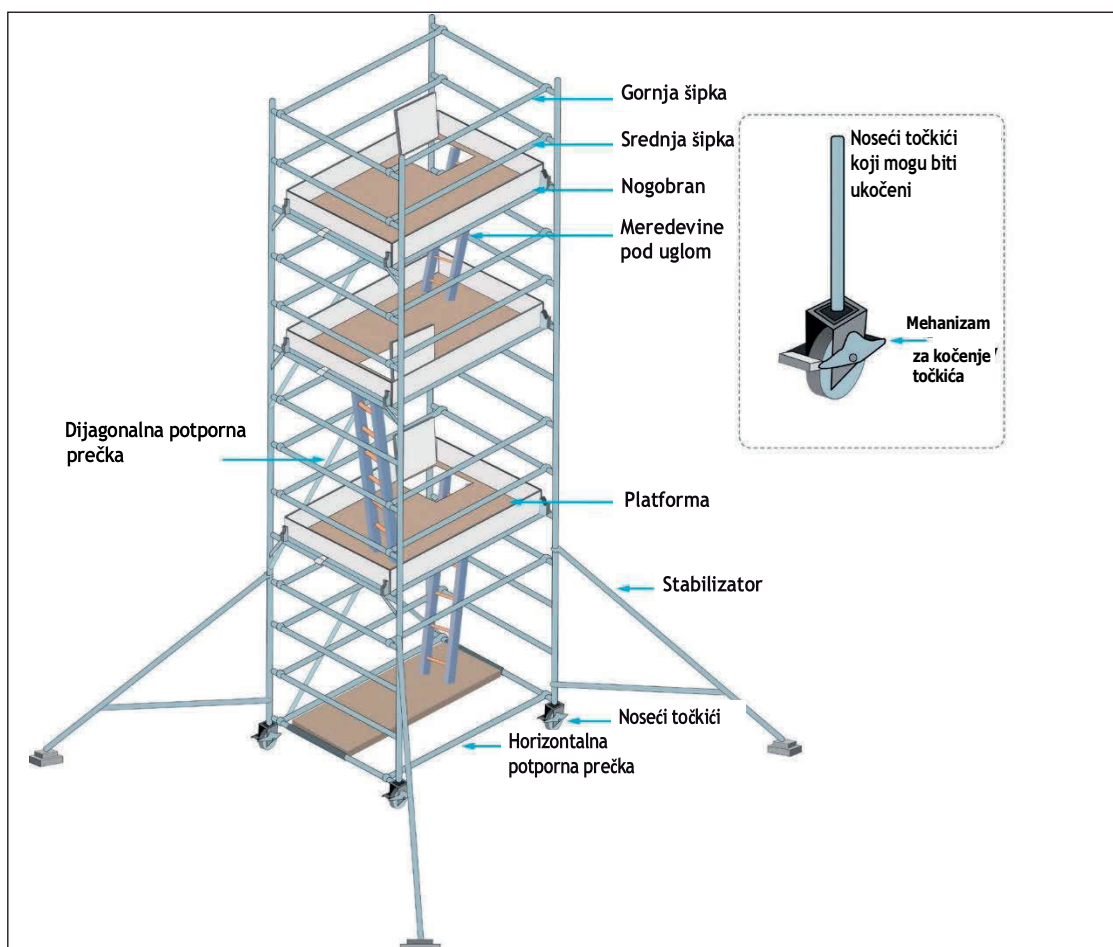 Gornja šipka
Srednja šipka
Nogobran
Meredevine
pod uglom
Dijagonalna potporna
prečka
Platforma
Stabilizator
Noseći točkići
Horizontalna
potporna prečka
Noseći točkići
koji mogu biti
ukočeni
Mehanizam
za kočenje
točkića